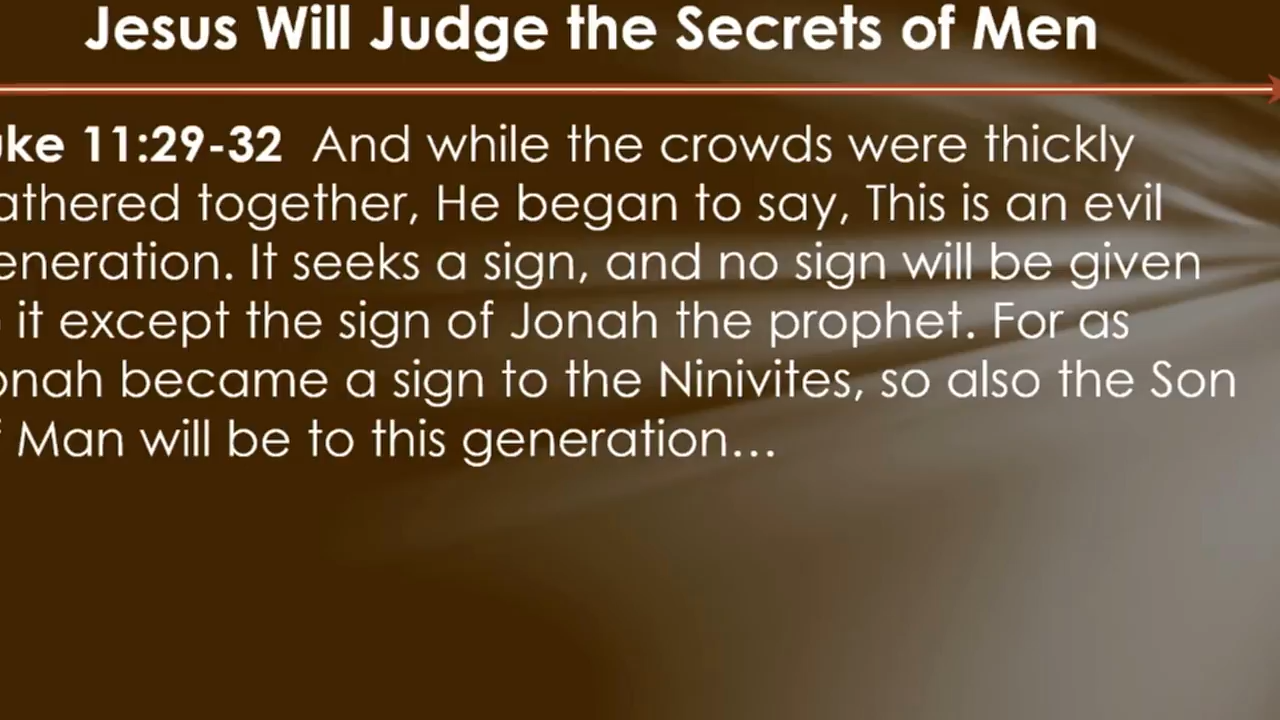 Jesus Will Judge the Secrets of Men
uke 11:29-32 And while the crowds were thickly
athered together, He began to say, This is an evil
eneration. It seeks a sign, and no sign will be given
it except the sign of Jonah the prophet. For as
onah became a sign to the Ninivites, so also the Son
Man will be to this generation…